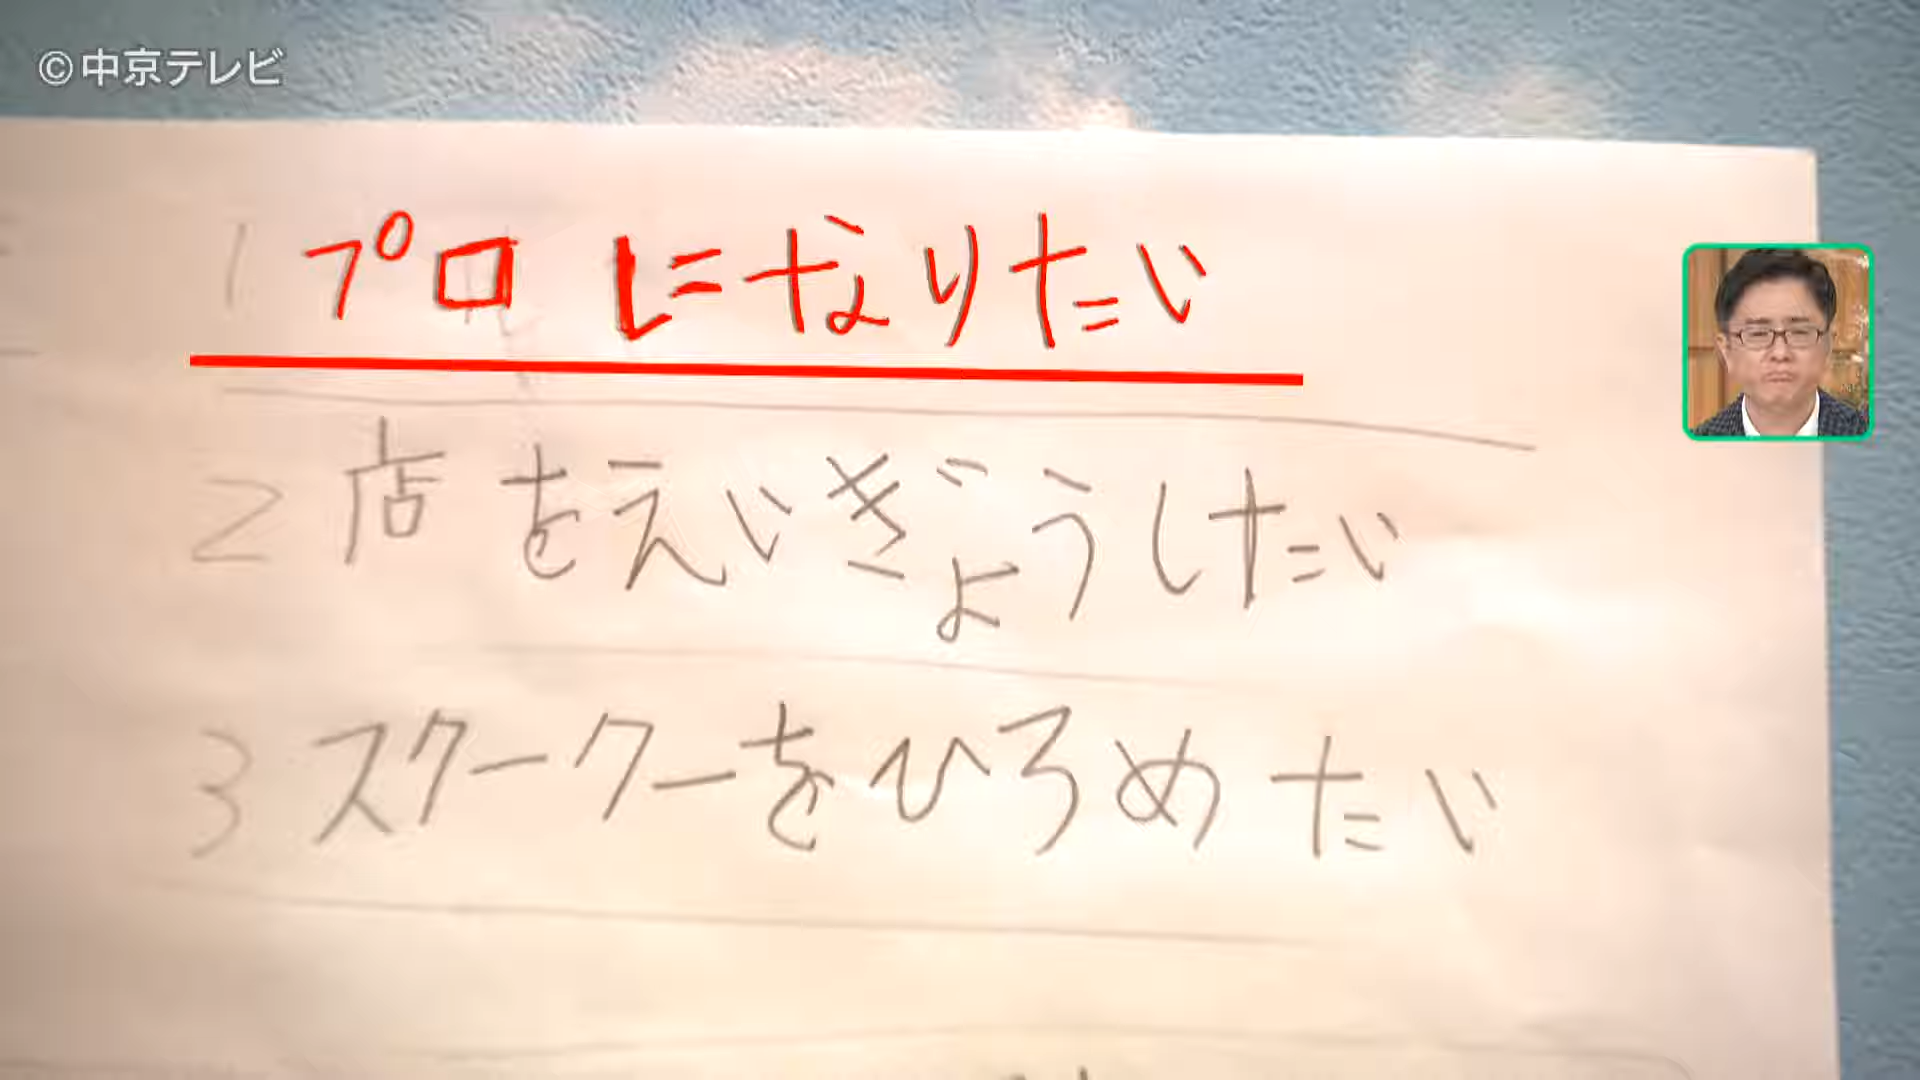 ©中京テレビ
1 プロになりたい
2 店をえいぎょうしたい
3 スクークーをひろめたい